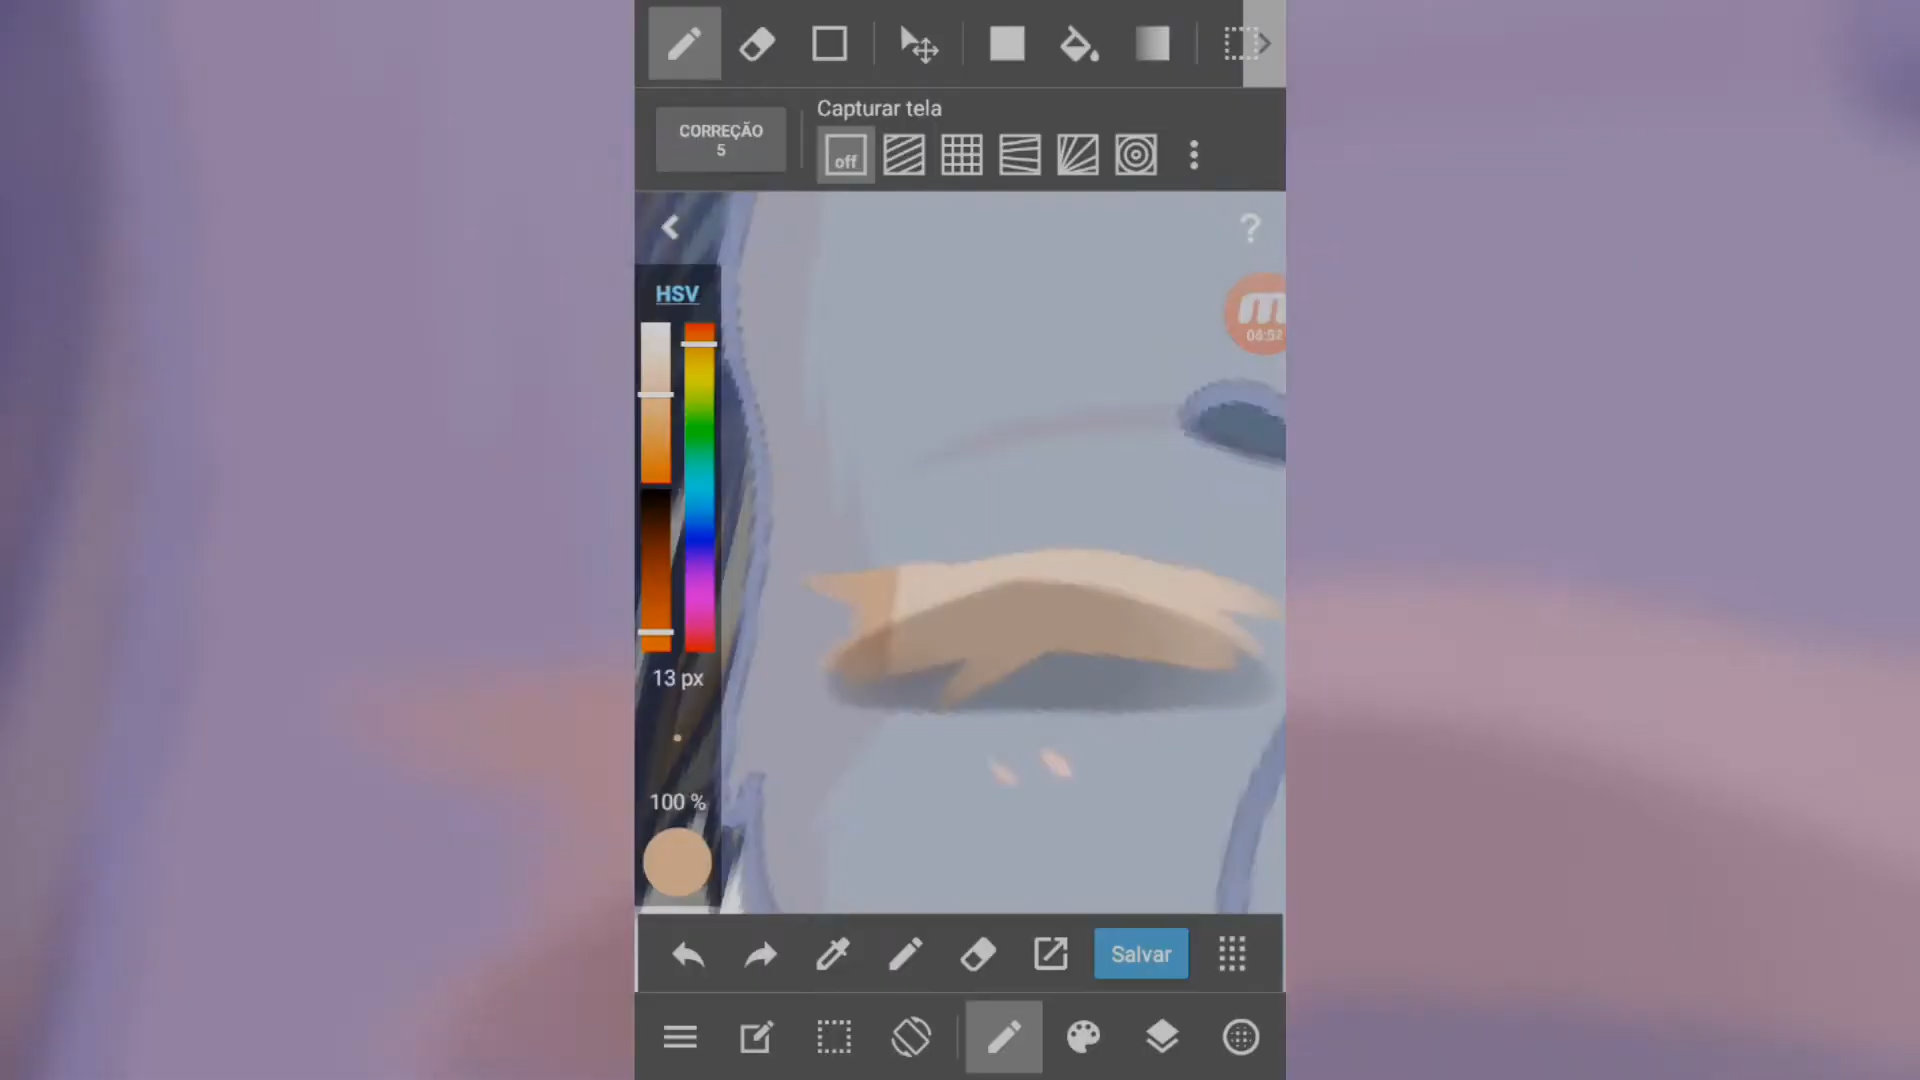 Capturar tela
CORREÇÃO
5
off
?
HSV
m
13 px
100 %
Salvar